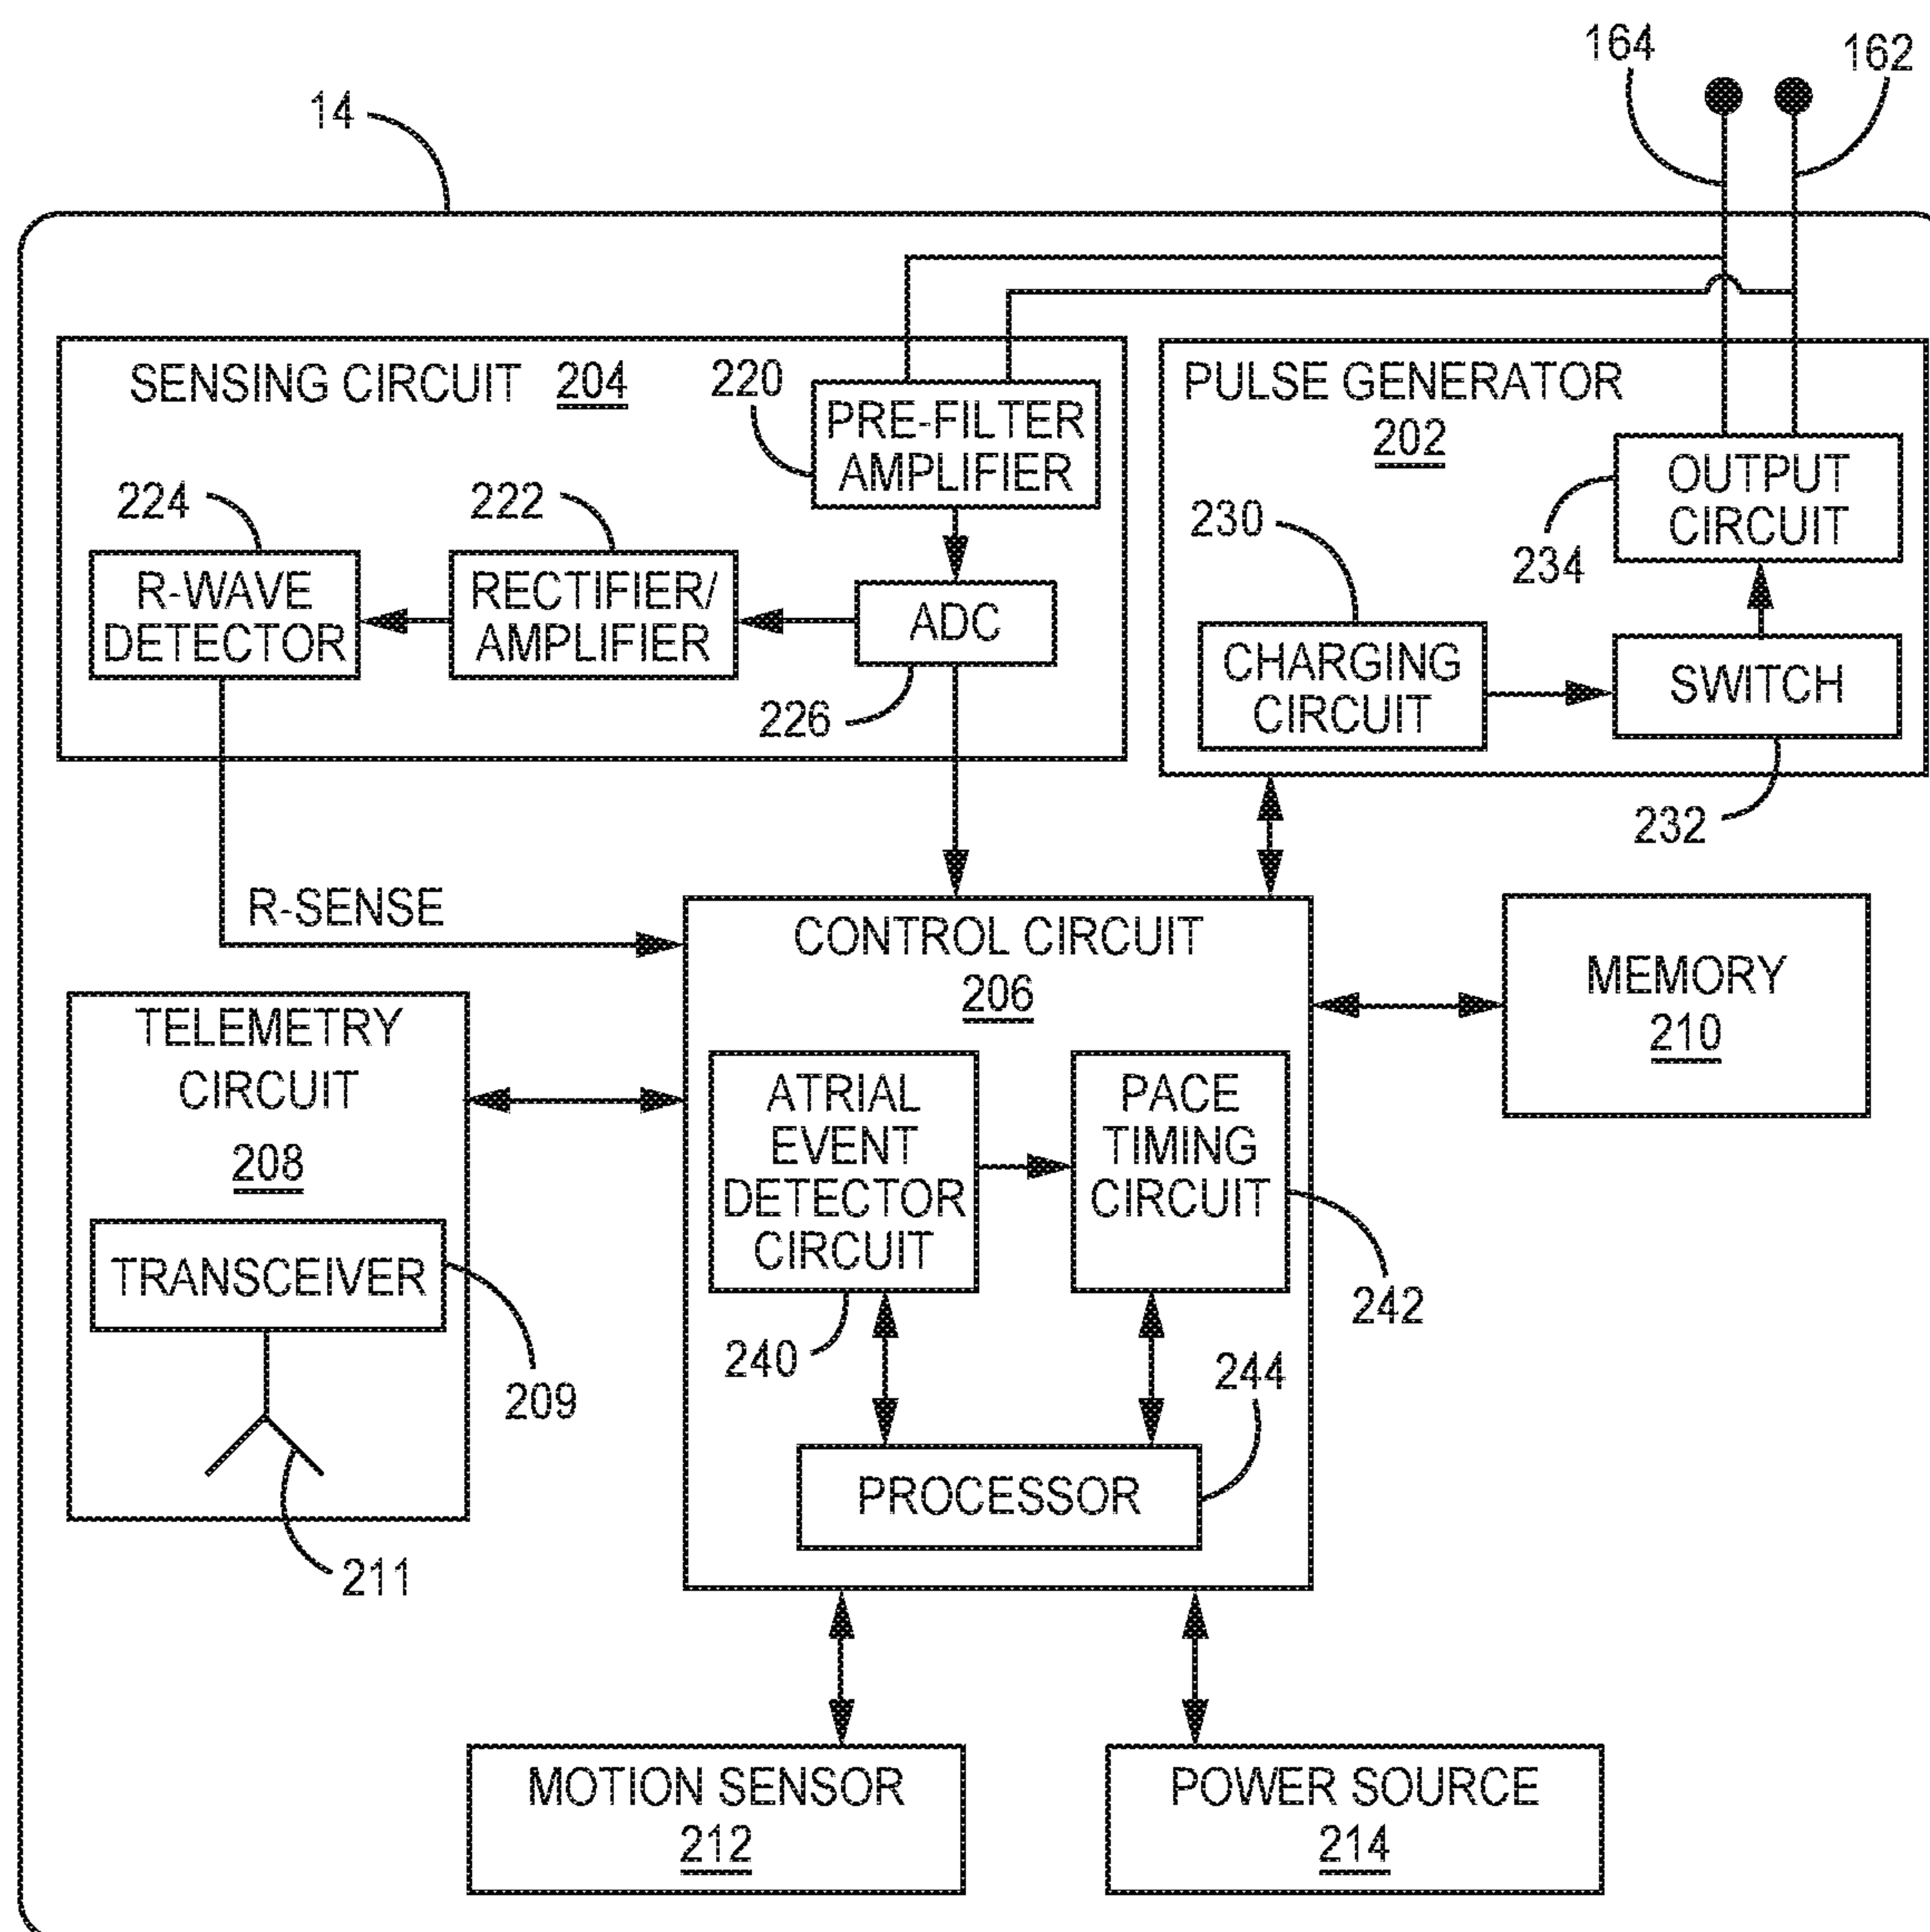 164
162
14
SENSING CIRCUIT 204
220
PRE-FILTER
AMPLIFIER
224
222
R-WAVE
DETECTOR
RECTIFIER/
AMPLIFIER
ADC
226
PULSE GENERATOR
202
OUTPUT
CIRCUIT
230
234
CHARGING
CIRCUIT
SWITCH
232
R-SENSE
CONTROL CIRCUIT
206
MEMORY
210
TELEMETRY
CIRCUIT
208
TRANSCEIVER
209
211
ATRIAL
EVENT
DETECTOR
CIRCUIT
PACE
TIMING
CIRCUIT
242
240
244
PROCESSOR
MOTION SENSOR
212
POWER SOURCE
214